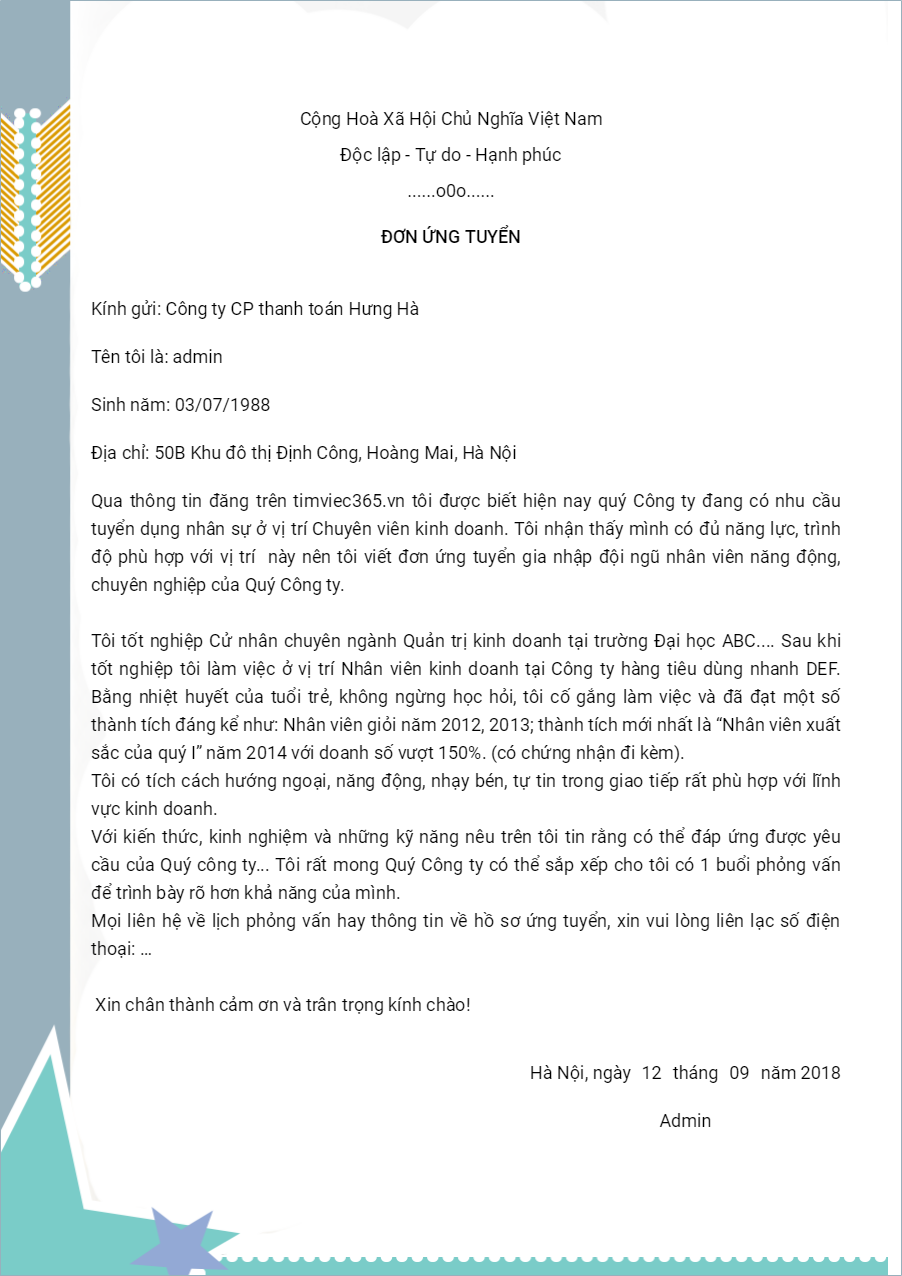 Cộng Hoà Xã Hội Chủ Nghĩa Việt Nam
Độc lập - Tự do - Hạnh phúc
......o0o......
ĐƠN ỨNG TUYỂN
Kính gửi: Công ty CP thanh toán Hưng Hà
Tên tôi là: admin
Sinh năm: 03/07/1988
Địa chỉ: 50B Khu đô thị Định Công, Hoàng Mai, Hà Nội
Qua thông tin đăng trên timviec365.vn tôi được biết hiện nay quý Công ty đang có nhu cầu
tuyển dụng nhân sự ở vị trí Chuyên viên kinh doanh. Tôi nhận thấy mình có đủ năng lực, trình
độ phù hợp với vị trí  này nên tôi viết đơn ứng tuyển gia nhập đội ngũ nhân viên năng động,
chuyên nghiệp của Quý Công ty.
Tôi tốt nghiệp Cử nhân chuyên ngành Quản trị kinh doanh tại trường Đại học ABC.... Sau khi
tốt nghiệp tôi làm việc ở vị trí Nhân viên kinh doanh tại Công ty hàng tiêu dùng nhanh DEF.
Bằng nhiệt huyết của tuổi trẻ, không ngừng học hỏi, tôi cố gắng làm việc và đã đạt một số
thành tích đáng kể như: Nhân viên giỏi năm 2012, 2013; thành tích mới nhất là “Nhân viên xuất
sắc của quý I” năm 2014 với doanh số vượt 150%. (có chứng nhận đi kèm).
Tôi có tích cách hướng ngoại, năng động, nhạy bén, tự tin trong giao tiếp rất phù hợp với lĩnh
vực kinh doanh.
Với kiến thức, kinh nghiệm và những kỹ năng nêu trên tôi tin rằng có thể đáp ứng được yêu
cầu của Quý công ty... Tôi rất mong Quý Công ty có thể sắp xếp cho tôi có 1 buổi phỏng vấn
để trình bày rõ hơn khả năng của mình.
Mọi liên hệ về lịch phỏng vấn hay thông tin về hồ sơ ứng tuyển, xin vui lòng liên lạc số điện
thoại: …
Xin chân thành cảm ơn và trân trọng kính chào!
Hà Nội, ngày  12  tháng  09  năm 2018
Admin